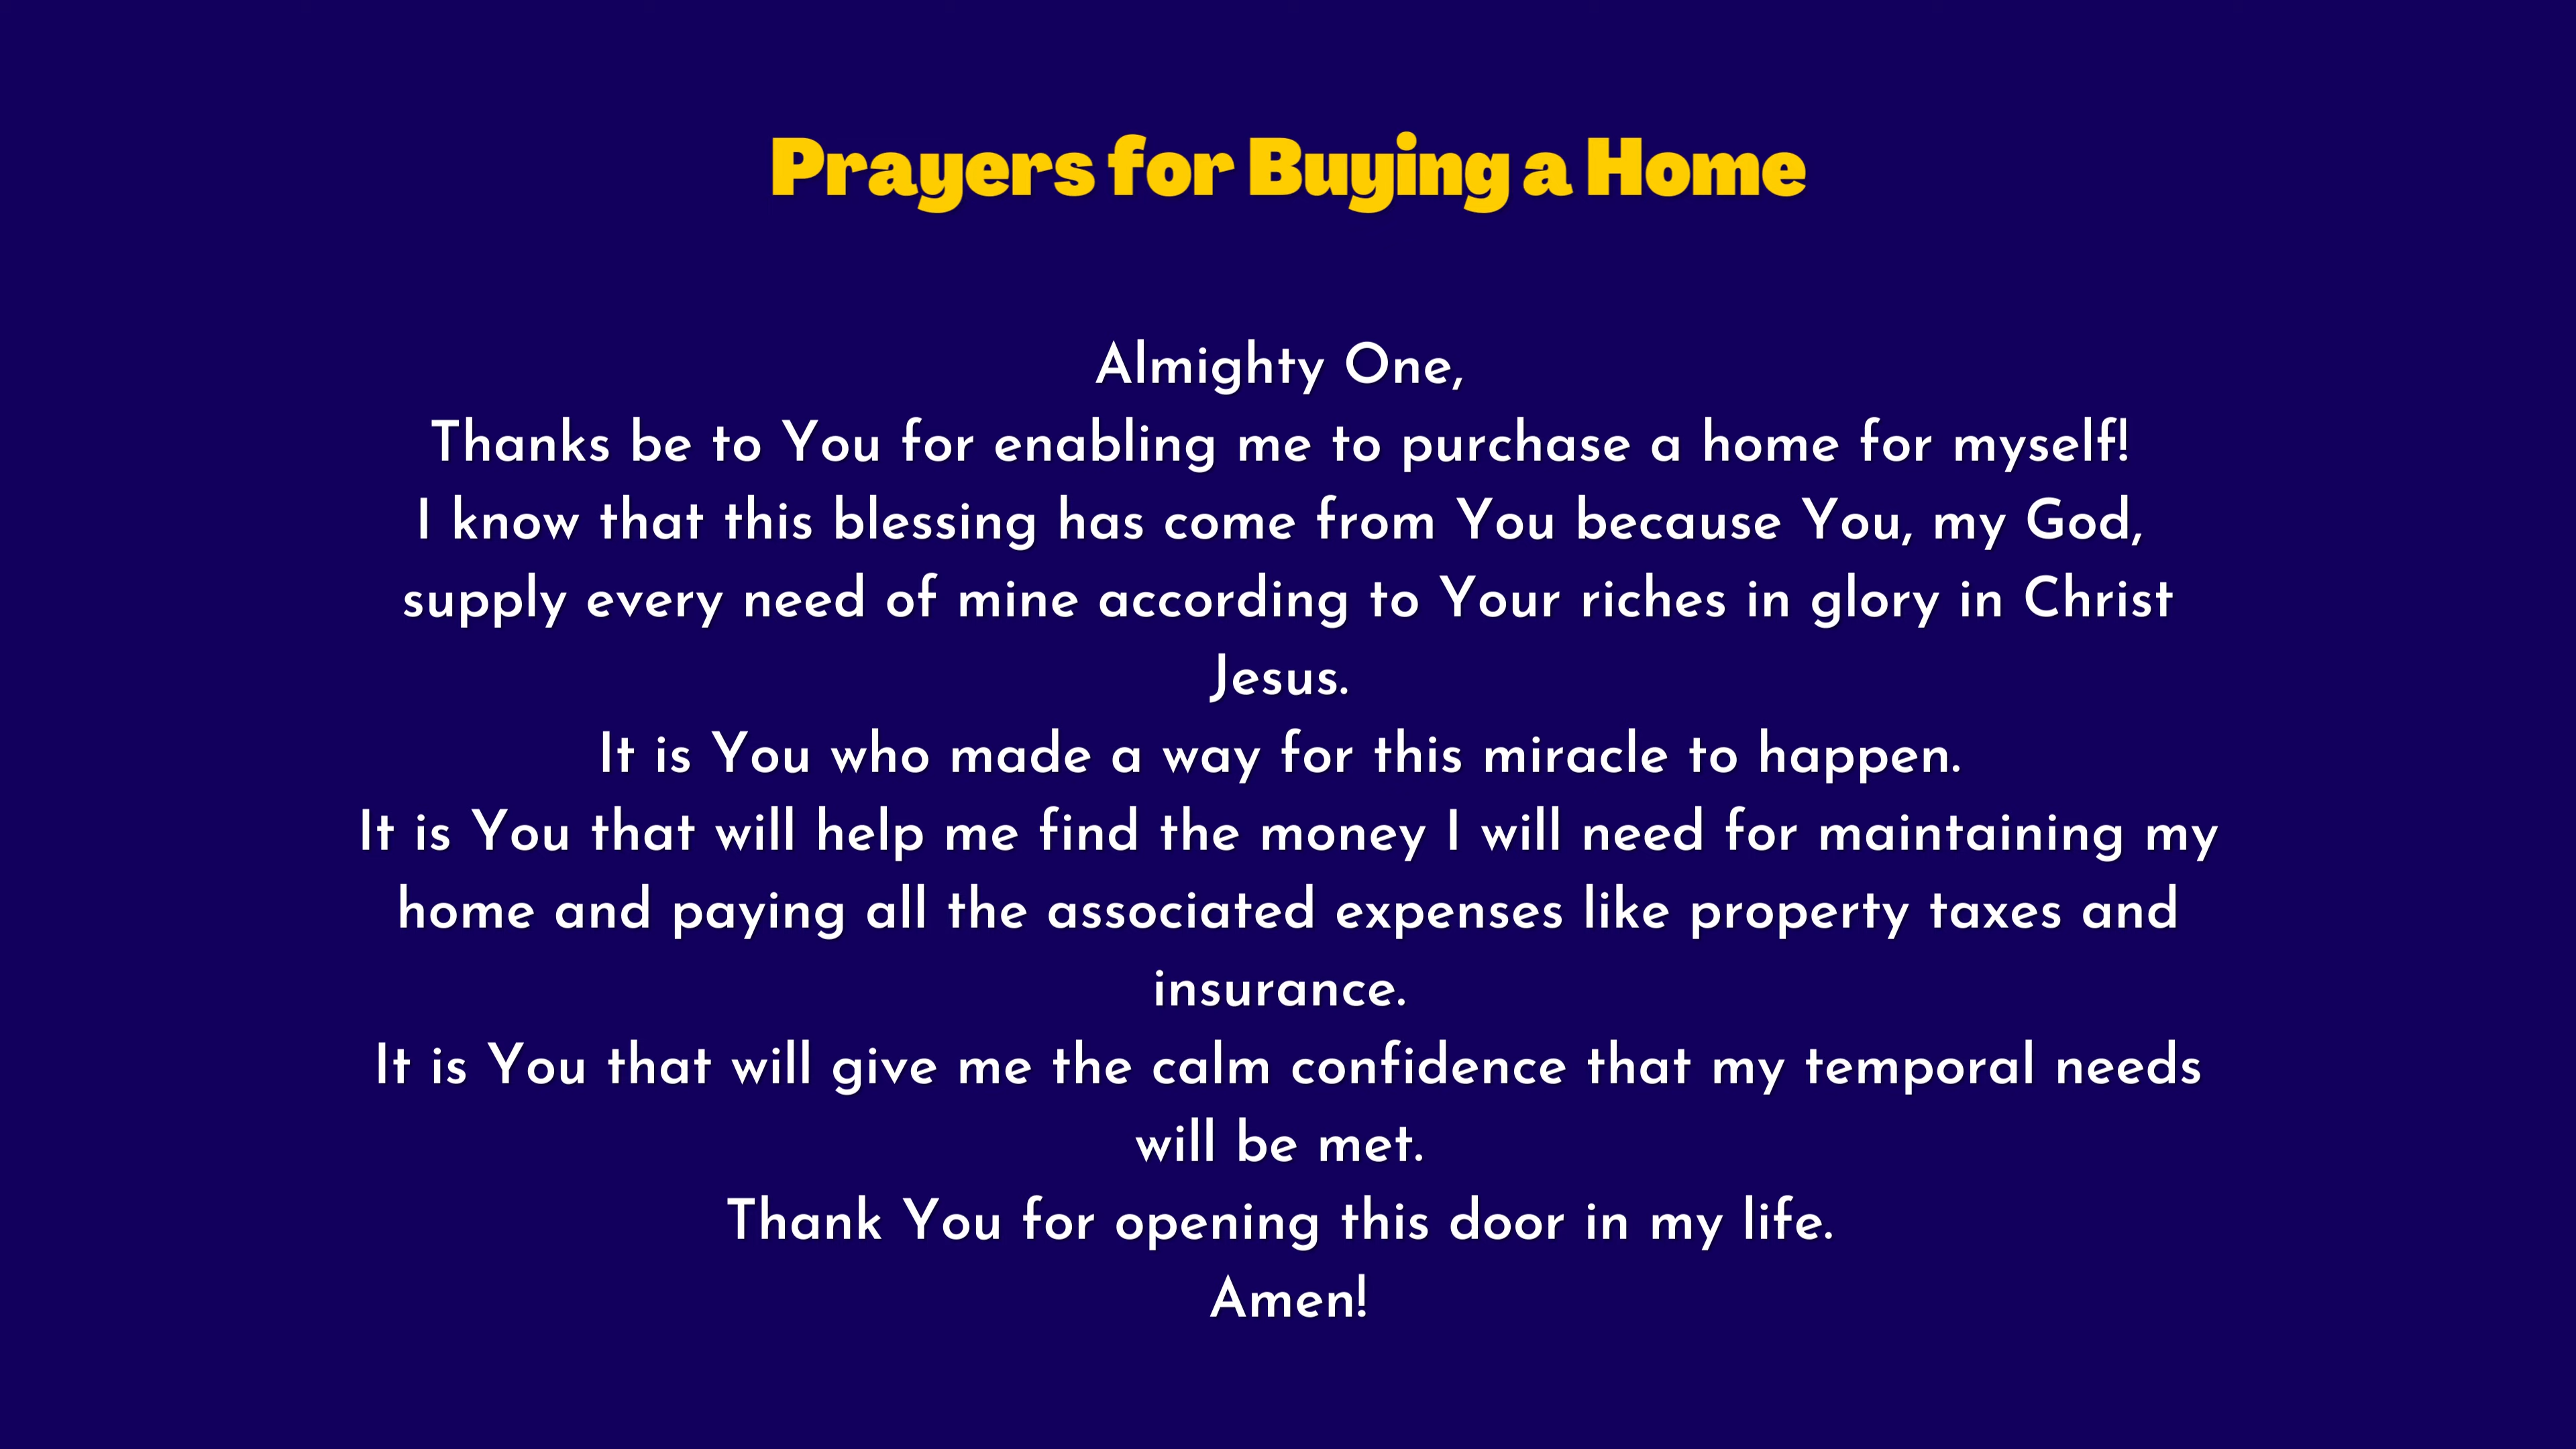 Prayers for Buying a Home
Almighty One,
Thanks be to You for enabling me to purchase a home for myself!
I know that this blessing has come from You because You, my God,
supply every need of mine according to Your riches in glory in Christ
Jesus.
It is You who made a way for this miracle to happen.
It is You that will help me find the money I will need for maintaining my
home and paying all the associated expenses like property taxes and
insurance.
It is You that will give me the calm confidence that my temporal needs
will be met.
Thank You for opening this door in my life.
Amen!